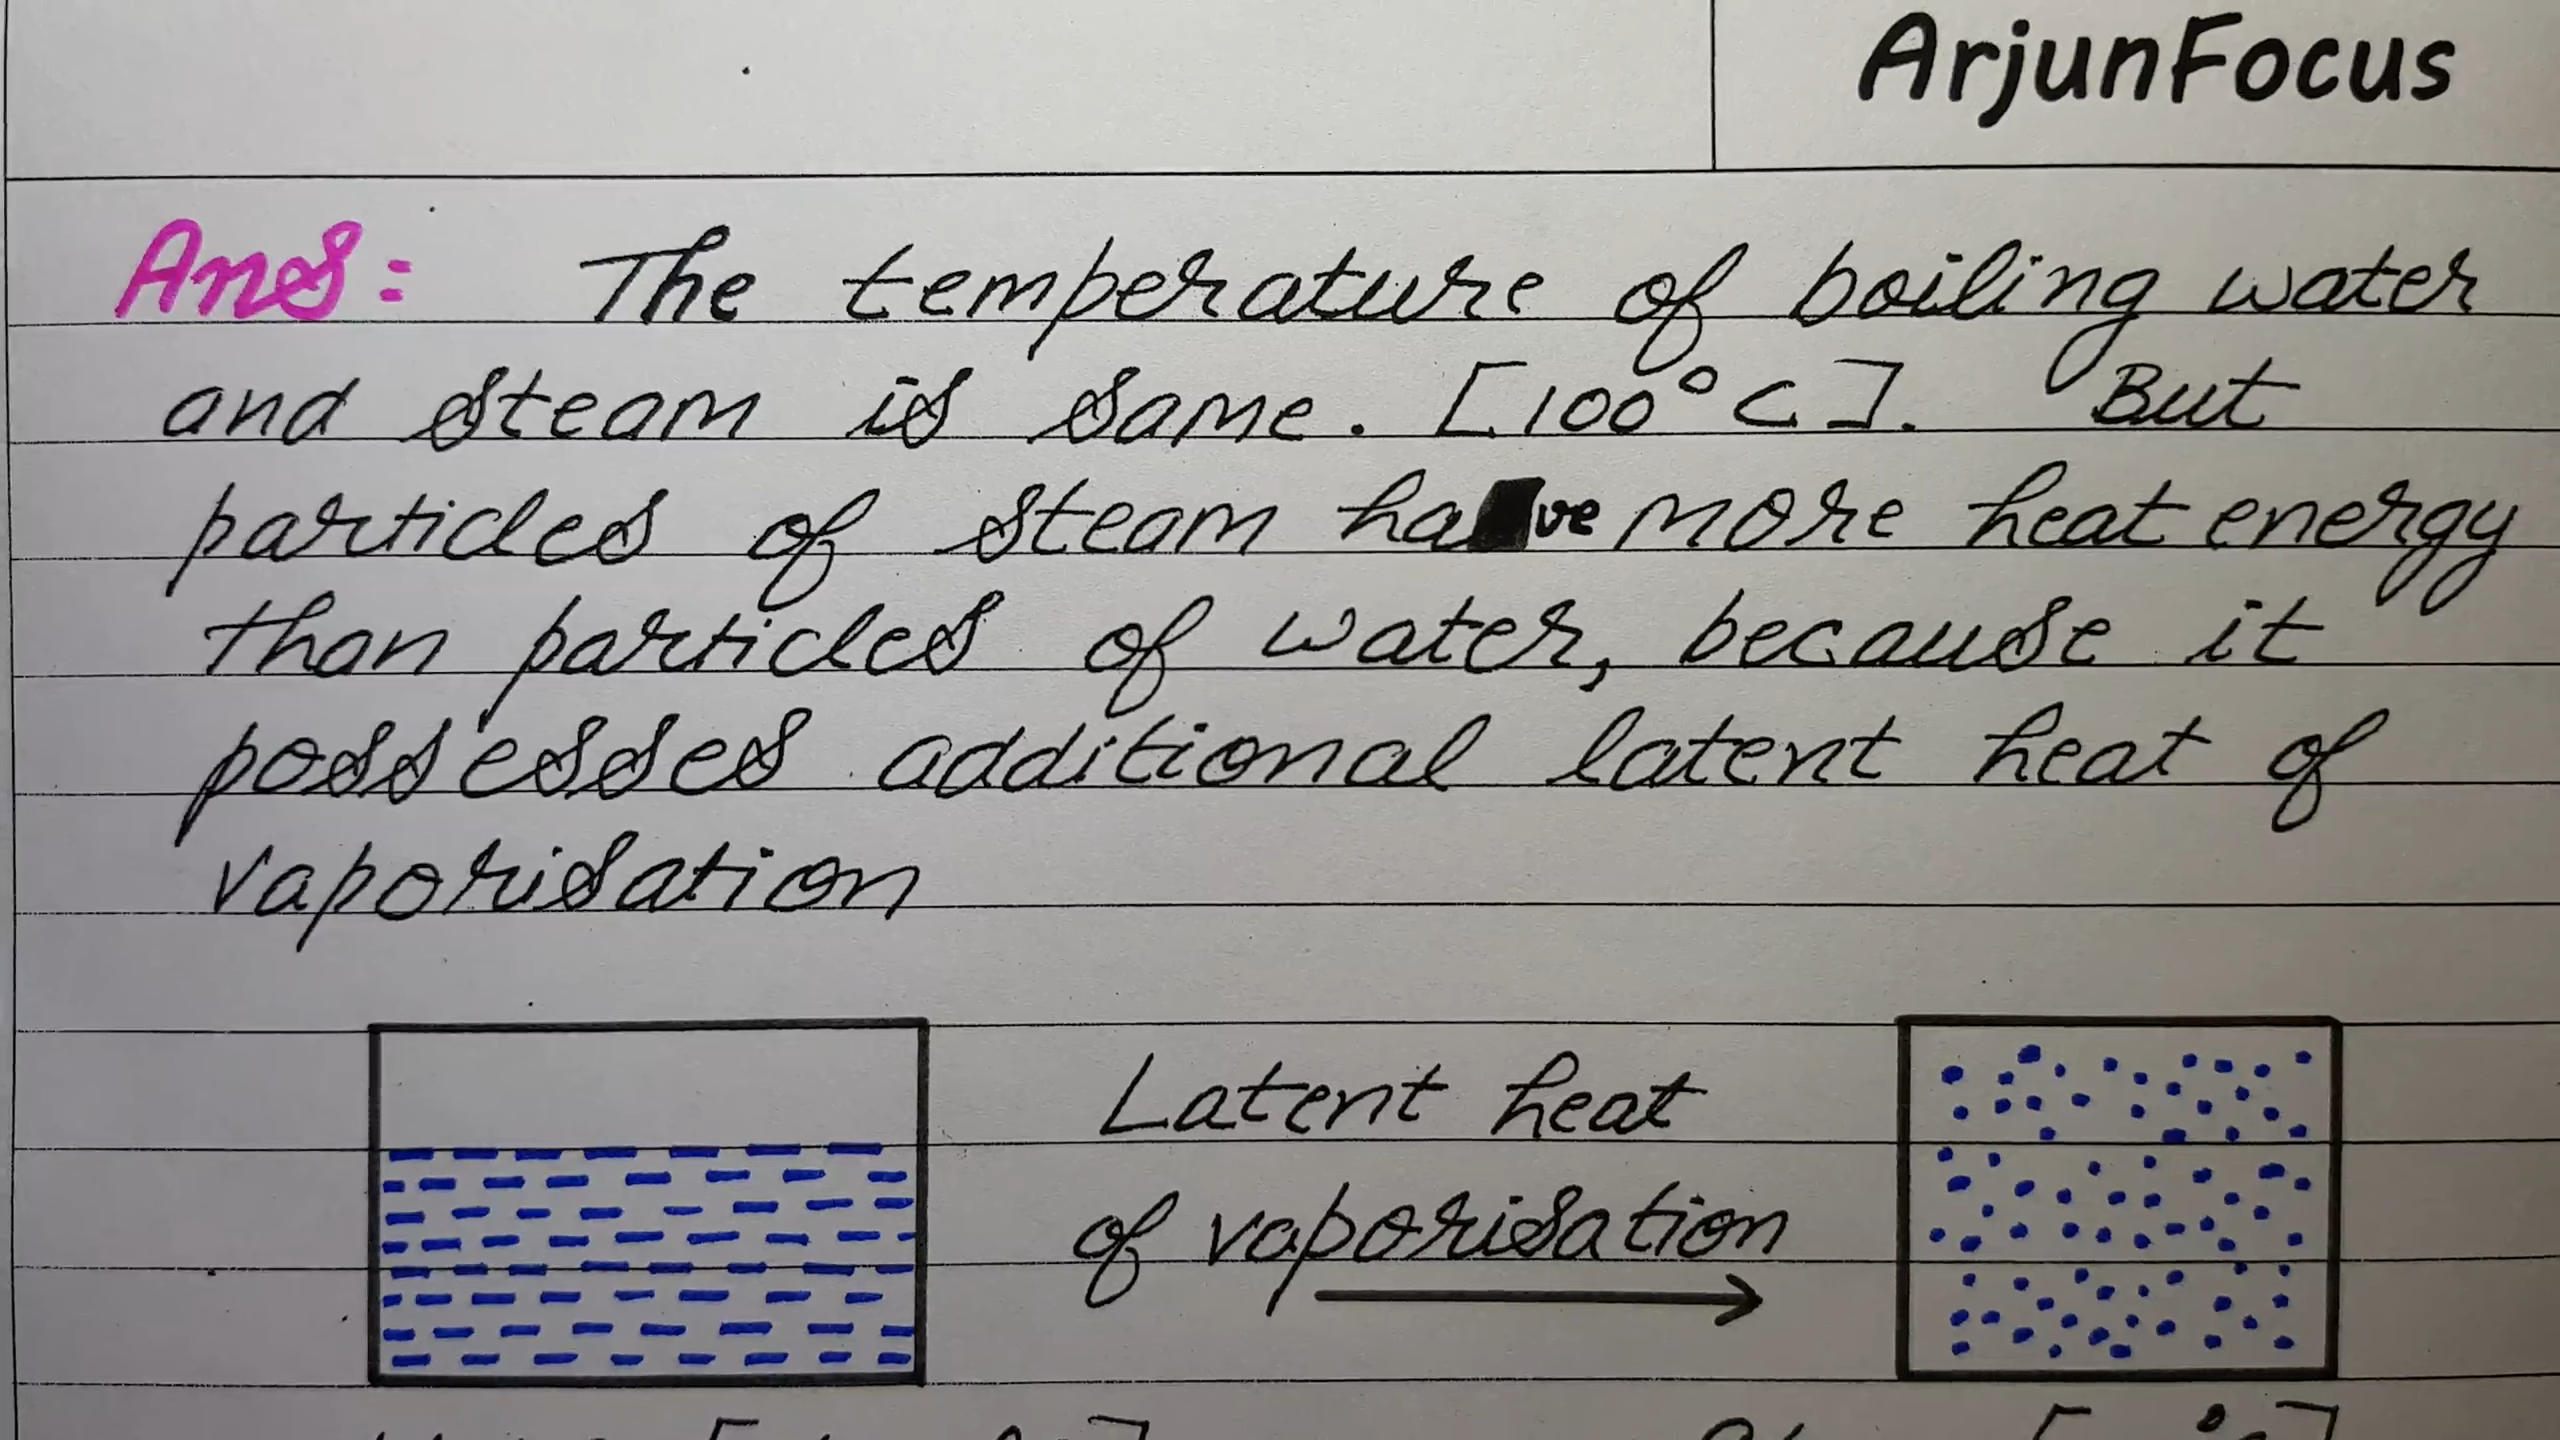 ArjunFocus
Ans: The temperature of boiling water
and steam is same. [100°C]. But
particles of steam have more heat energy
than particles of water, because it
possesses additional latent heat of
vaporisation
Latent heat
of vaporisation